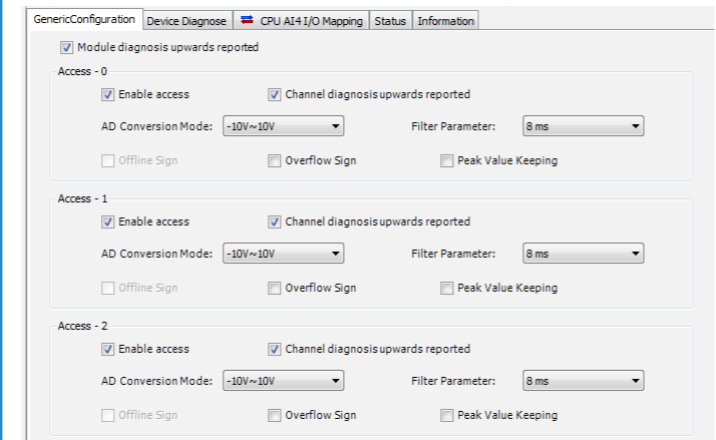 GenericConfiguration Device Diagnose CPU AI4 I/O Mapping Status Information
Module diagnosis upwards reported
Access - 0
Enable access Channel diagnosis upwards reported
AD Conversion Mode: -10V~10V Filter Parameter: 8 ms
Offline Sign Overflow Sign Peak Value Keeping
Access - 1
Enable access Channel diagnosis upwards reported
AD Conversion Mode: -10V~10V Filter Parameter: 8 ms
Offline Sign Overflow Sign Peak Value Keeping
Access - 2
Enable access Channel diagnosis upwards reported
AD Conversion Mode: -10V~10V Filter Parameter: 8 ms
Offline Sign Overflow Sign Peak Value Keeping